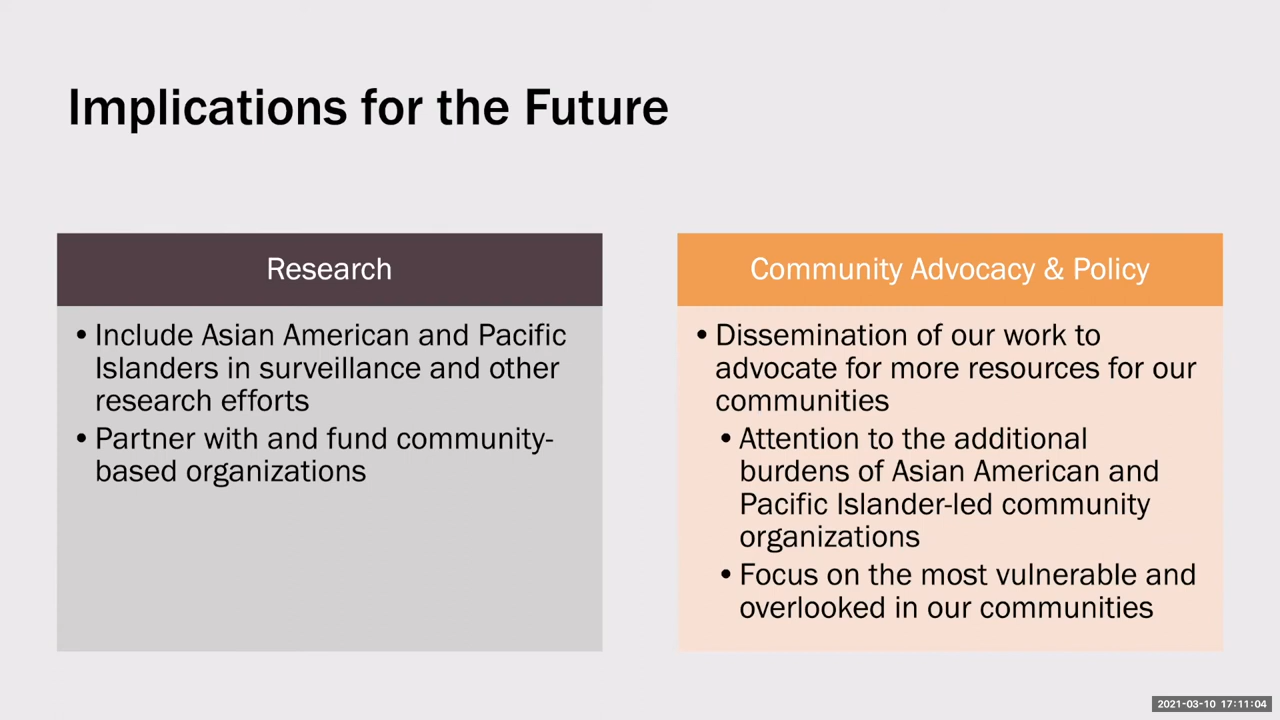 Implications for the Future
Research
• Include Asian American and Pacific
Islanders in surveillance and other
research efforts
• Partner with and fund community-
based organizations
Community Advocacy & Policy
• Dissemination of our work to
advocate for more resources for our
communities
• Attention to the additional
burdens of Asian American and
Pacific Islander-led community
organizations
• Focus on the most vulnerable and
overlooked in our communities
2021-03-10 17:11:04